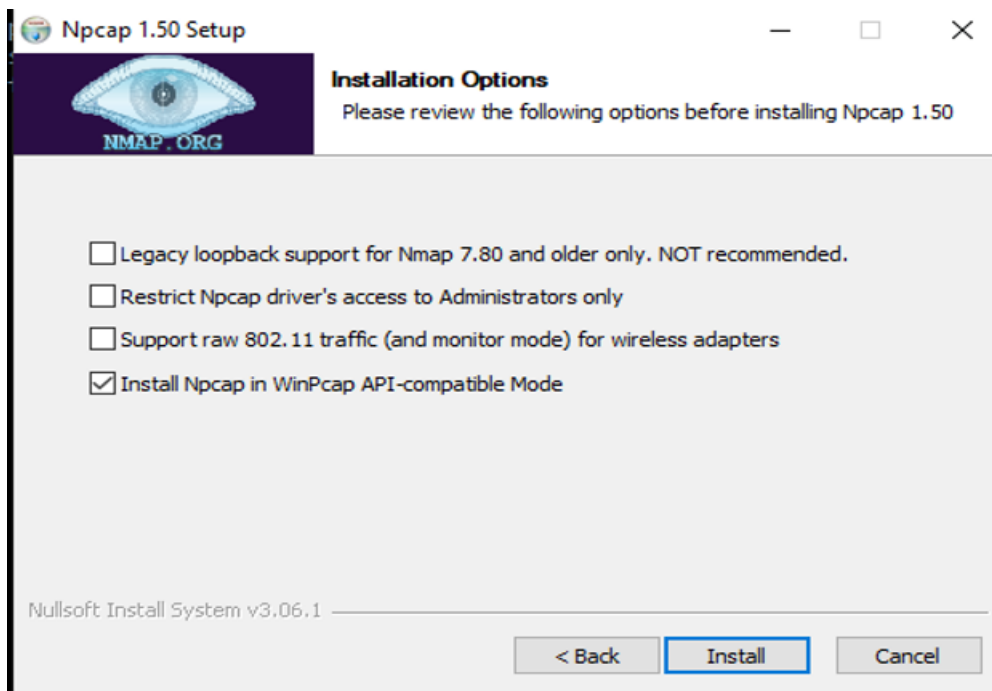 Npcap 1.50 Setup
NMAP.ORG
Installation Options
Please review the following options before installing Npcap 1.50
Legacy loopback support for Nmap 7.80 and older only. NOT recommended.
Restrict Npcap driver's access to Administrators only
Support raw 802.11 traffic (and monitor mode) for wireless adapters
Install Npcap in WinPcap API-compatible Mode
Nullsoft Install System v3.06.1
< Back Install Cancel